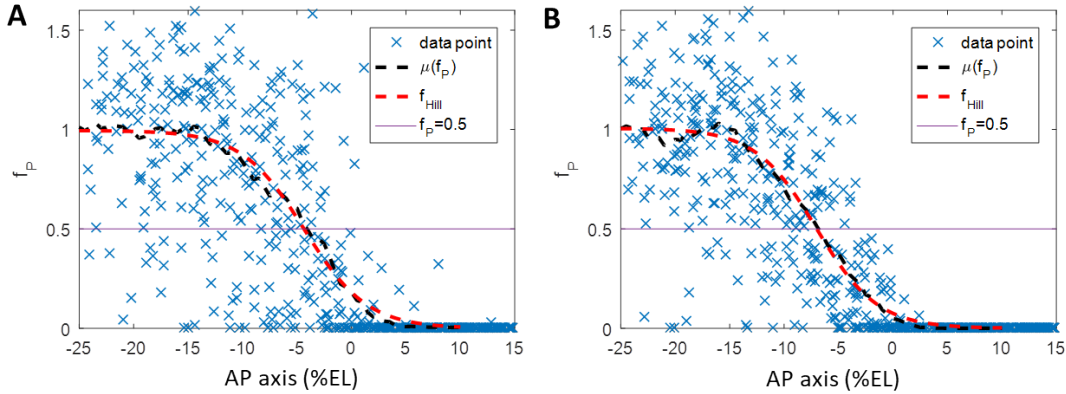 A
1.5
1
0.5
0
f_P
-25 -20 -15 -10 -5 0 5 10 15
AP axis (%EL)
data point
μ(f_P)
f_Hill
f_P=0.5
B
1.5
1
0.5
0
f_P
-25 -20 -15 -10 -5 0 5 10 15
AP axis (%EL)
data point
μ(f_P)
f_Hill
f_P=0.5